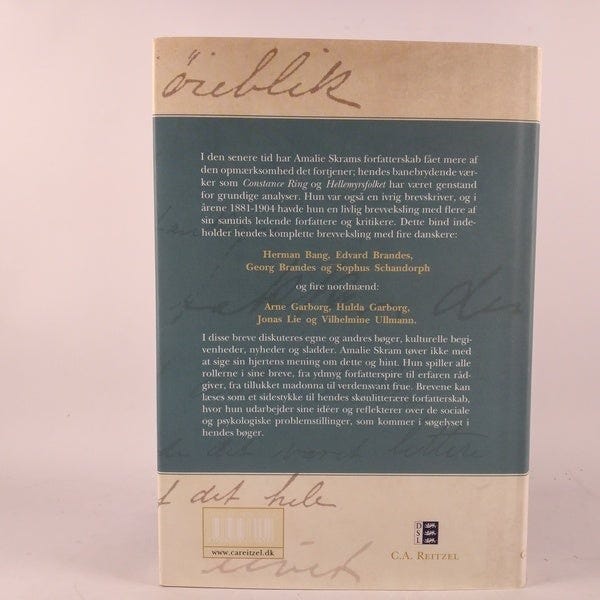 øieblik
I den senere tid har Amalie Skrams forfatterskab fået mere af
den opmærksomhed det fortjener; hendes banebrydende vær-
ker som Constance Ring og Hellemyrsfolket har været genstand
for grundige analyser. Hun var også en ivrig brevskriver, og i
årene 1881-1904 havde hun en livlig brevveksling med flere af
sin samtids ledende forfattere og kritikere. Dette bind inde-
holder hendes komplette brevveksling med fire danskere:
Herman Bang, Edvard Brandes,
Georg Brandes og Sophus Schandorph
og fire nordmænd:
Arne Garborg, Hulda Garborg,
Jonas Lie og Vilhelmine Ullmann.
I disse breve diskuteres egne og andres bøger, kulturelle begi-
venheder, nyheder og sladder. Amalie Skram tøver ikke med
at sige sin hjertens mening om dette og hint. Hun spiller alle
rollerne i sine breve, fra ydmyg forfatterspire til erfaren råd-
giver, fra tillukket madonna til verdensvant frue. Brevene kan
læses som et sidestykke til hendes skønlitterære forfatterskab,
hvor hun udarbejder sine idéer og reflekterer over de sociale
og psykologiske problemstillinger, som kommer i søgelyset i
hendes bøger.
det hele
www.careitzel.dk
DSL
C.A. Reitzel